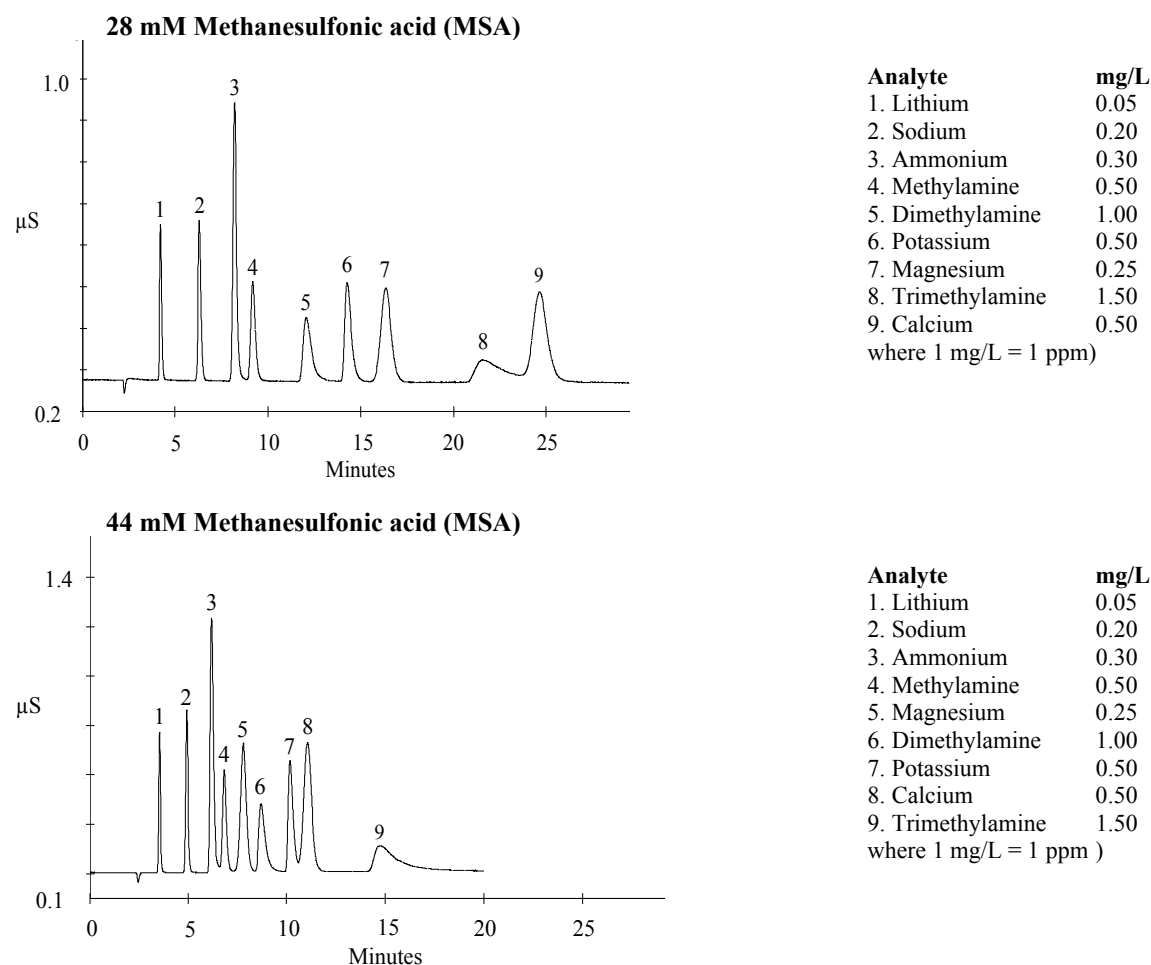 28 mM Methanesulfonic acid (MSA)
1.0
µS
0.2
1
2
3
4
5
6
7
8
9
0
5
10
15
20
25
Minutes
Analyte mg/L
1. Lithium 0.05
2. Sodium 0.20
3. Ammonium 0.30
4. Methylamine 0.50
5. Dimethylamine 1.00
6. Potassium 0.50
7. Magnesium 0.25
8. Trimethylamine 1.50
9. Calcium 0.50
where 1 mg/L = 1 ppm)
44 mM Methanesulfonic acid (MSA)
1.4
µS
0.1
1
2
3
4
5
6
7
8
9
0
5
10
15
20
25
Minutes
Analyte mg/L
1. Lithium 0.05
2. Sodium 0.20
3. Ammonium 0.30
4. Methylamine 0.50
5. Magnesium 0.25
6. Dimethylamine 1.00
7. Potassium 0.50
8. Calcium 0.50
9. Trimethylamine 1.50
where 1 mg/L = 1 ppm )